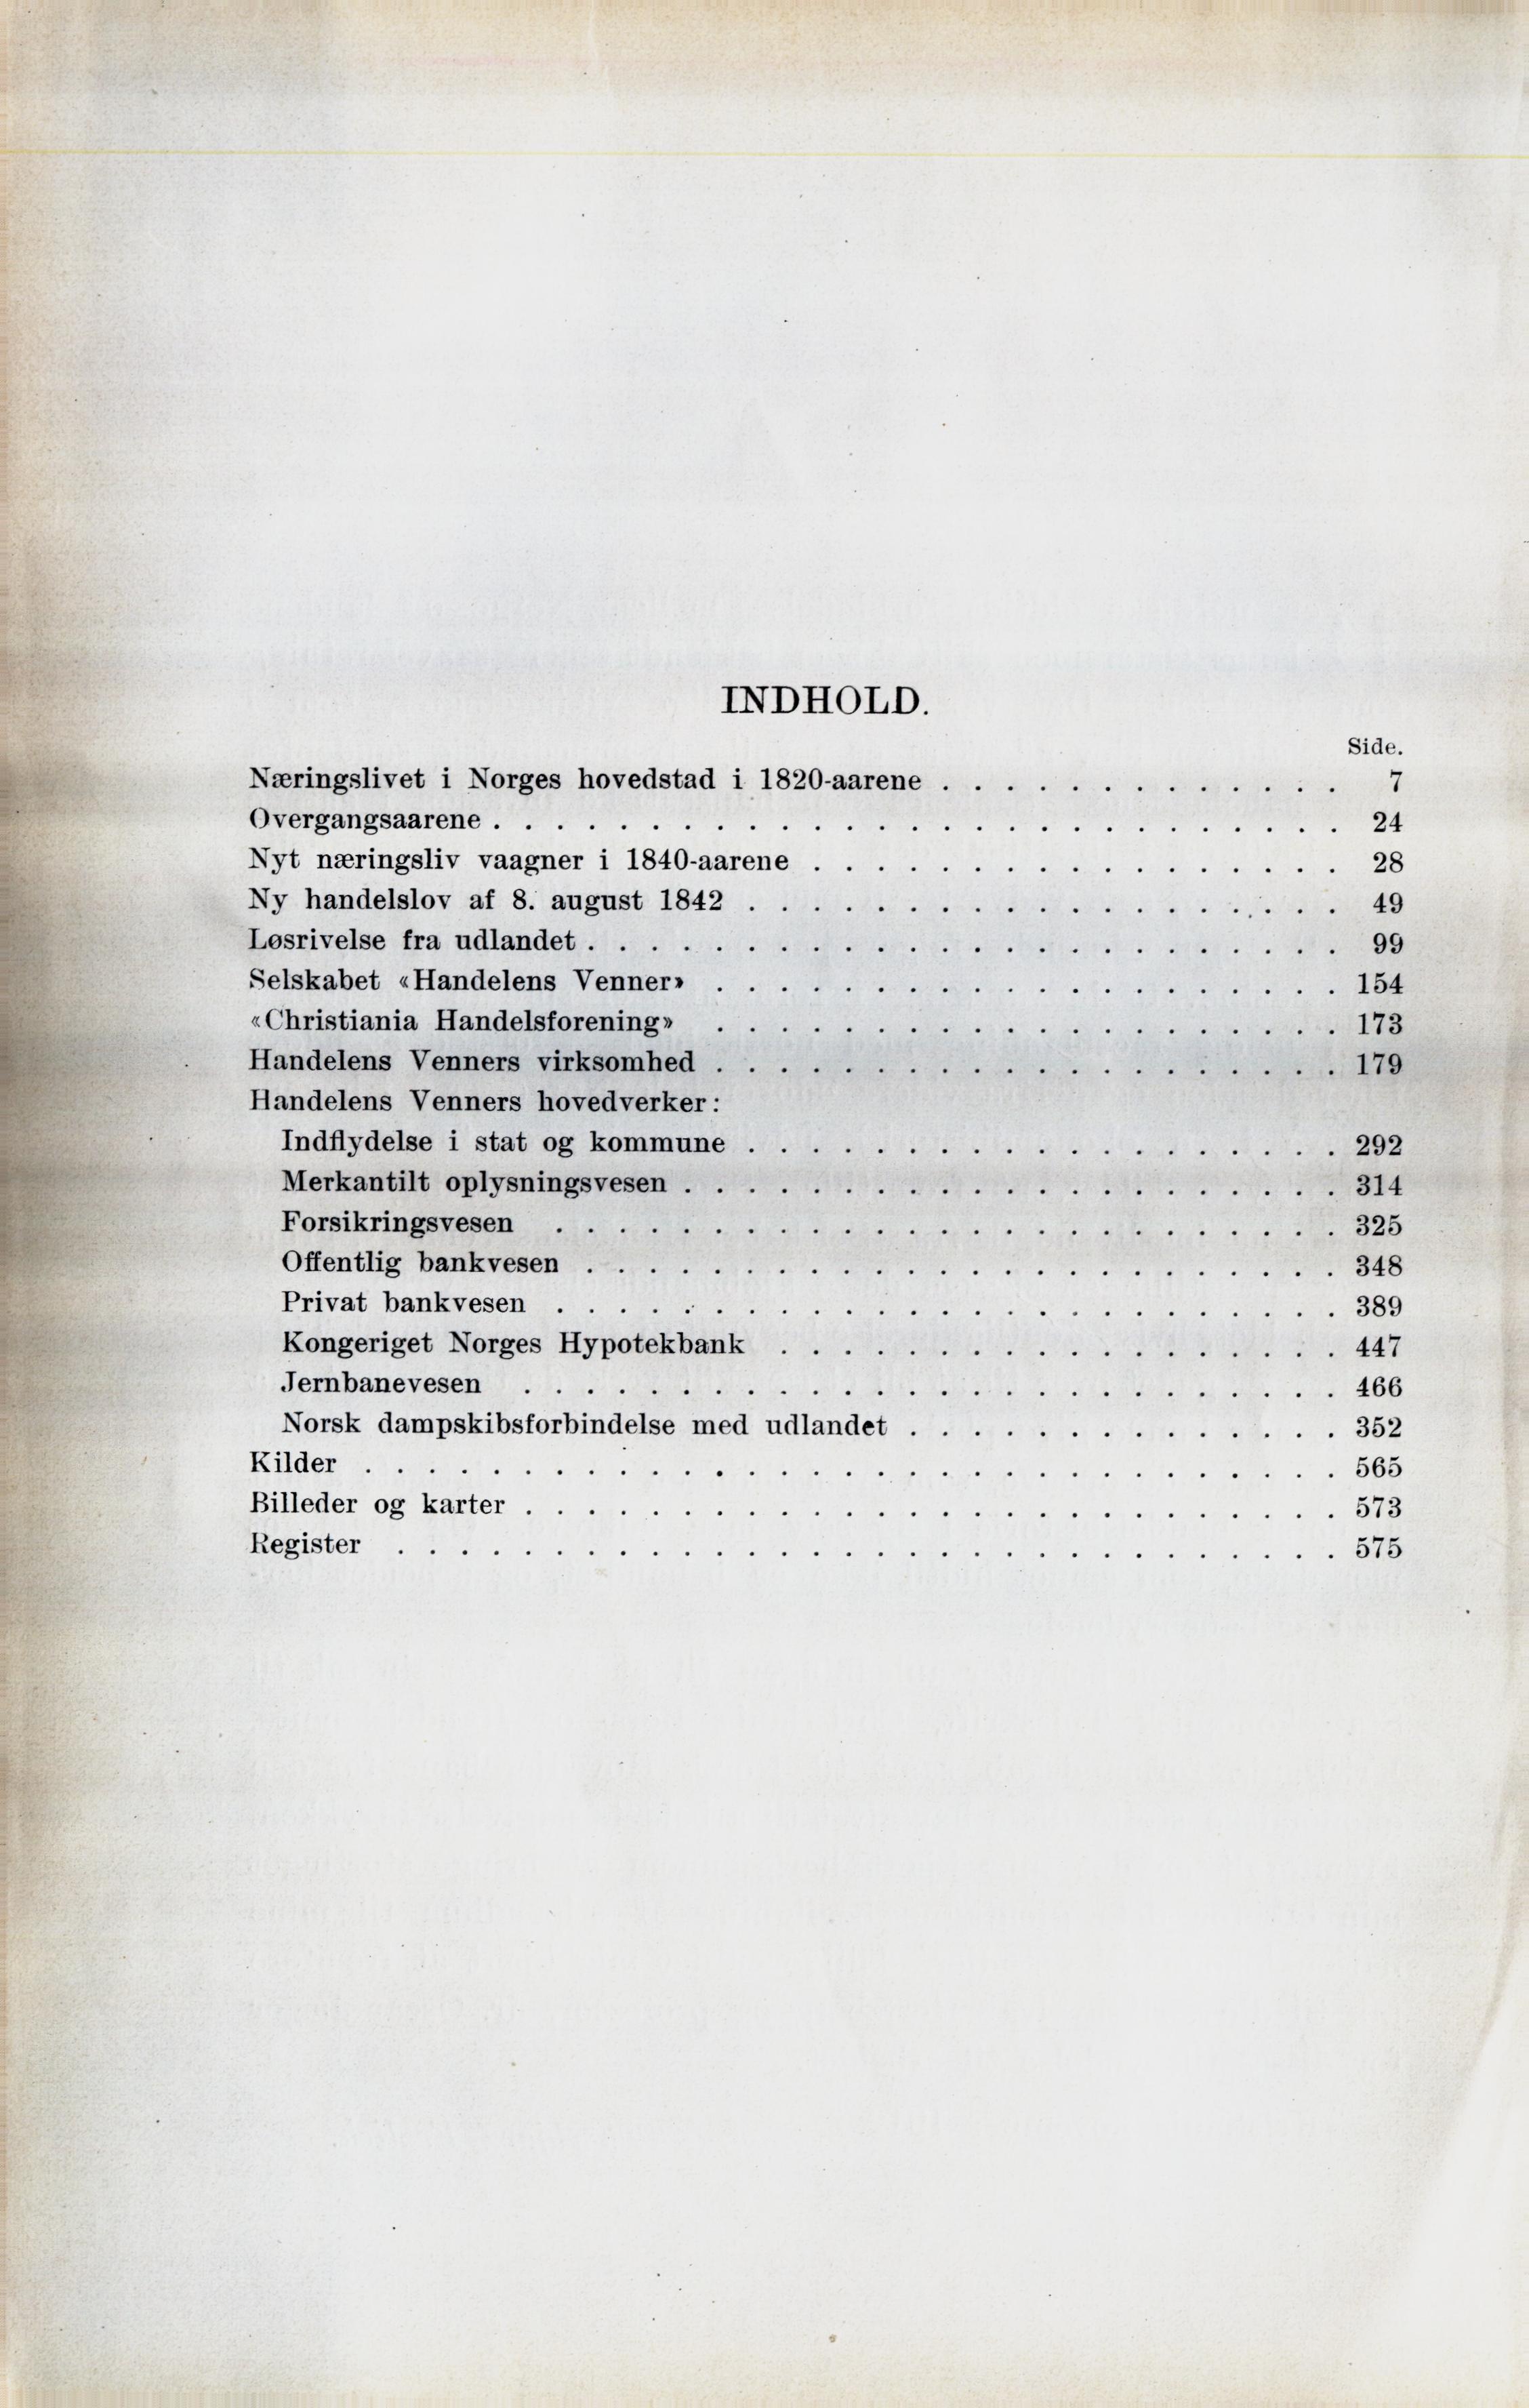 INDHOLD.
Side.
Næringslivet i Norges hovedstad i 1820-aarene . . . . . . . . . . . . . 7
Overgangsaarene . . . . . . . . . . . . . . . . . . . . . . . . . . . 24
Nyt næringsliv vaagner i 1840-aarene . . . . . . . . . . . . . . . . . 28
Ny handelslov af 8. august 1842 . . . . . . . . . . . . . . . . . . . 49
Løsrivelse fra udlandet . . . . . . . . . . . . . . . . . . . . . . . . 99
Selskabet «Handelens Venner» . . . . . . . . . . . . . . . . . . . . 154
«Christiania Handelsforening» . . . . . . . . . . . . . . . . . . . . 173
Handelens Venners virksomhed . . . . . . . . . . . . . . . . . . . . 179
Handelens Venners hovedverker:
Indflydelse i stat og kommune . . . . . . . . . . . . . . . . . . . 292
Merkantilt oplysningsvesen . . . . . . . . . . . . . . . . . . . . . 314
Forsikringsvesen . . . . . . . . . . . . . . . . . . . . . . . . . 325
Offentlig bankvesen . . . . . . . . . . . . . . . . . . . . . . . . 348
Privat bankvesen . . . . . . . . . . . . . . . . . . . . . . . . . 389
Kongeriget Norges Hypotekbank . . . . . . . . . . . . . . . . . . 447
Jernbanevesen . . . . . . . . . . . . . . . . . . . . . . . . . . 466
Norsk dampskibsforbindelse med udlandet . . . . . . . . . . . . . . 352
Kilder . . . . . . . . . . . . . . . . . . . . . . . . . . . . . . . 565
Billeder og karter . . . . . . . . . . . . . . . . . . . . . . . . . . 573
Register . . . . . . . . . . . . . . . . . . . . . . . . . . . . . . 575